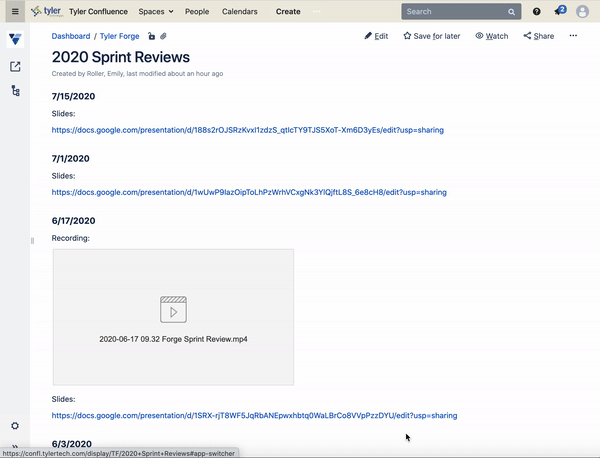 tyler Tyler Confluence Spaces People Calendars Create Search 2
Dashboard / Tyler Forge Edit Save for later Watch Share
2020 Sprint Reviews
Created by Roller, Emily, last modified about an hour ago
7/15/2020
Slides:
https://docs.google.com/presentation/d/188s2rOJSRzKvxI1zdzS_qtIcTY9TJS5XoT-Xm6D3yEs/edit?usp=sharing
7/1/2020
Slides:
https://docs.google.com/presentation/d/1wUwP9IazOipToLhPzWrhVCxgNk3YIQjftL8S_6e8cH8/edit?usp=sharing
6/17/2020
Recording:
2020-06-17 09.32 Forge Sprint Review.mp4
Slides:
https://docs.google.com/presentation/d/1SRX-rjT8WF5JqRbANEpwxhbtq0WaLBrCo8VVpPzzDYU/edit?usp=sharing
6/3/2020
https://confl.tylertech.com/display/TF/2020+Sprint+Reviews#app-switcher